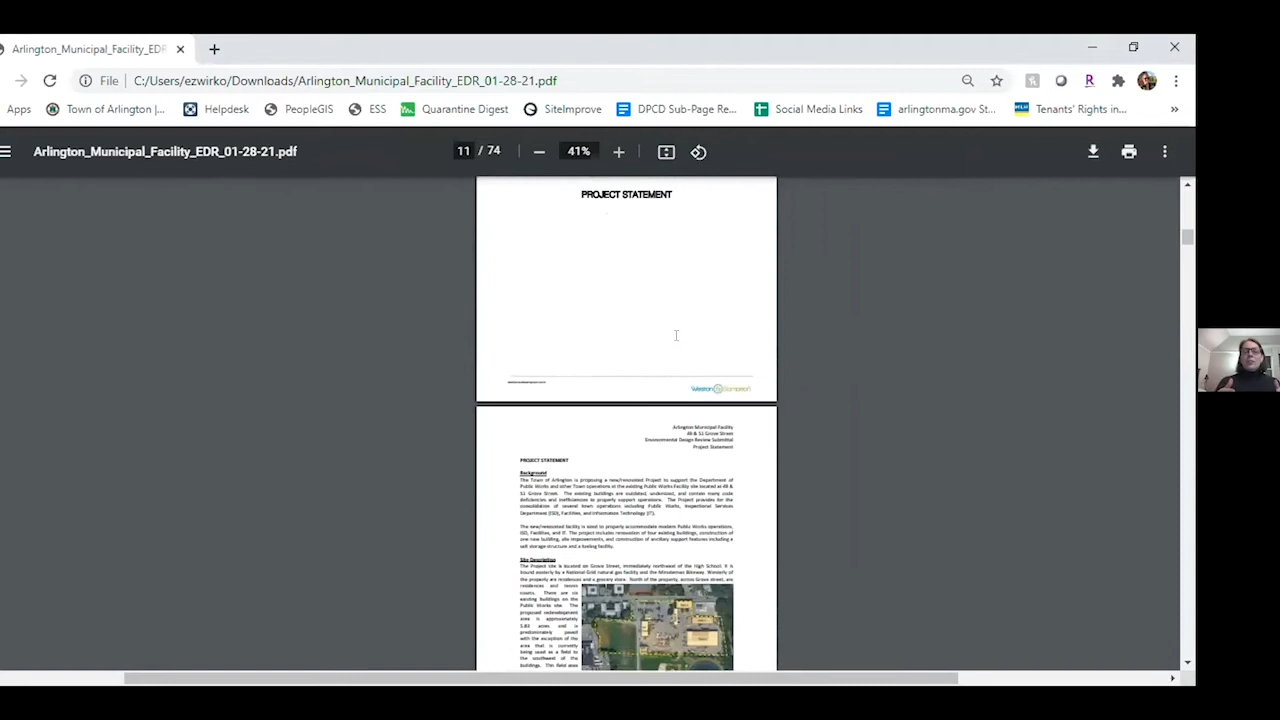 Arlington_Municipal_Facility_EDR
File C:/Users/ezwirko/Downloads/Arlington_Municipal_Facility_EDR_01-28-21.pdf
Apps Town of Arlington |... Helpdesk PeopleGIS ESS Quarantine Digest SiteImprove DPCD Sub-Page Re... Social Media Links arlingtonma.gov St... Tenants' Rights in... »
Arlington_Municipal_Facility_EDR_01-28-21.pdf 11 / 74 41%
PROJECT STATEMENT
Weston & Sampson
Arlington Municipal Facility
49 & 51 Grove Street
Environmental Design Review Submittal
Project Statement
PROJECT STATEMENT
Background
The Town of Arlington is proposing a new/renovated Project to support the Department of
Public Works and other Town operations at the existing Public Works Facility site located at 49 &
51 Grove Street. The existing buildings are outdated, undersized, and contain many code
deficiencies and inefficiencies to properly support operations. The Project provides for the
consolidation of several town operations including Public Works, Inspectional Services
Department (ISD), Facilities, and Information Technology (IT).
The new/renovated facility is sized to properly accommodate modern Public Works operations,
ISD, Facilities, and IT. The project includes renovation of four existing buildings, construction of
one new building, site improvements, and construction of ancillary support features including a
salt storage structure and a fueling facility.
Site Description
The Project site is located on Grove Street, immediately northwest of the High School. It is
bound easterly by a National Grid natural gas facility and the Minuteman Bikeway. Westerly of
the property are residences and a grocery store. North of the property, across Grove street, are
residences and tennis
courts. There are six
existing buildings on the
Public Works site. The
proposed redevelopment
area is approximately
5.83 acres and is
predominately paved
with the exception of the
area that is currently
being used as a field to
the southwest of the
buildings. This field area